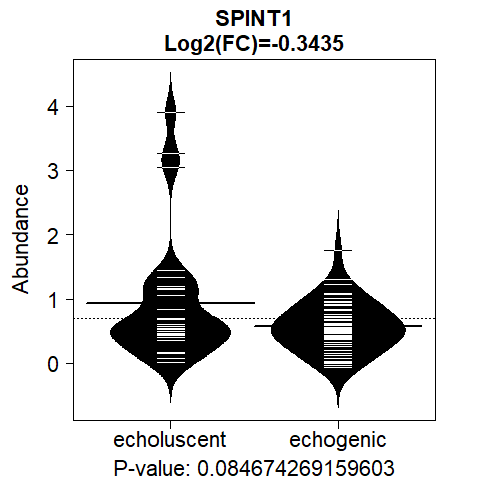 SPINT1
Log2(FC)=-0.3435
Abundance
4
3
2
1
0
echoluscent echogenic
P-value: 0.084674269159603